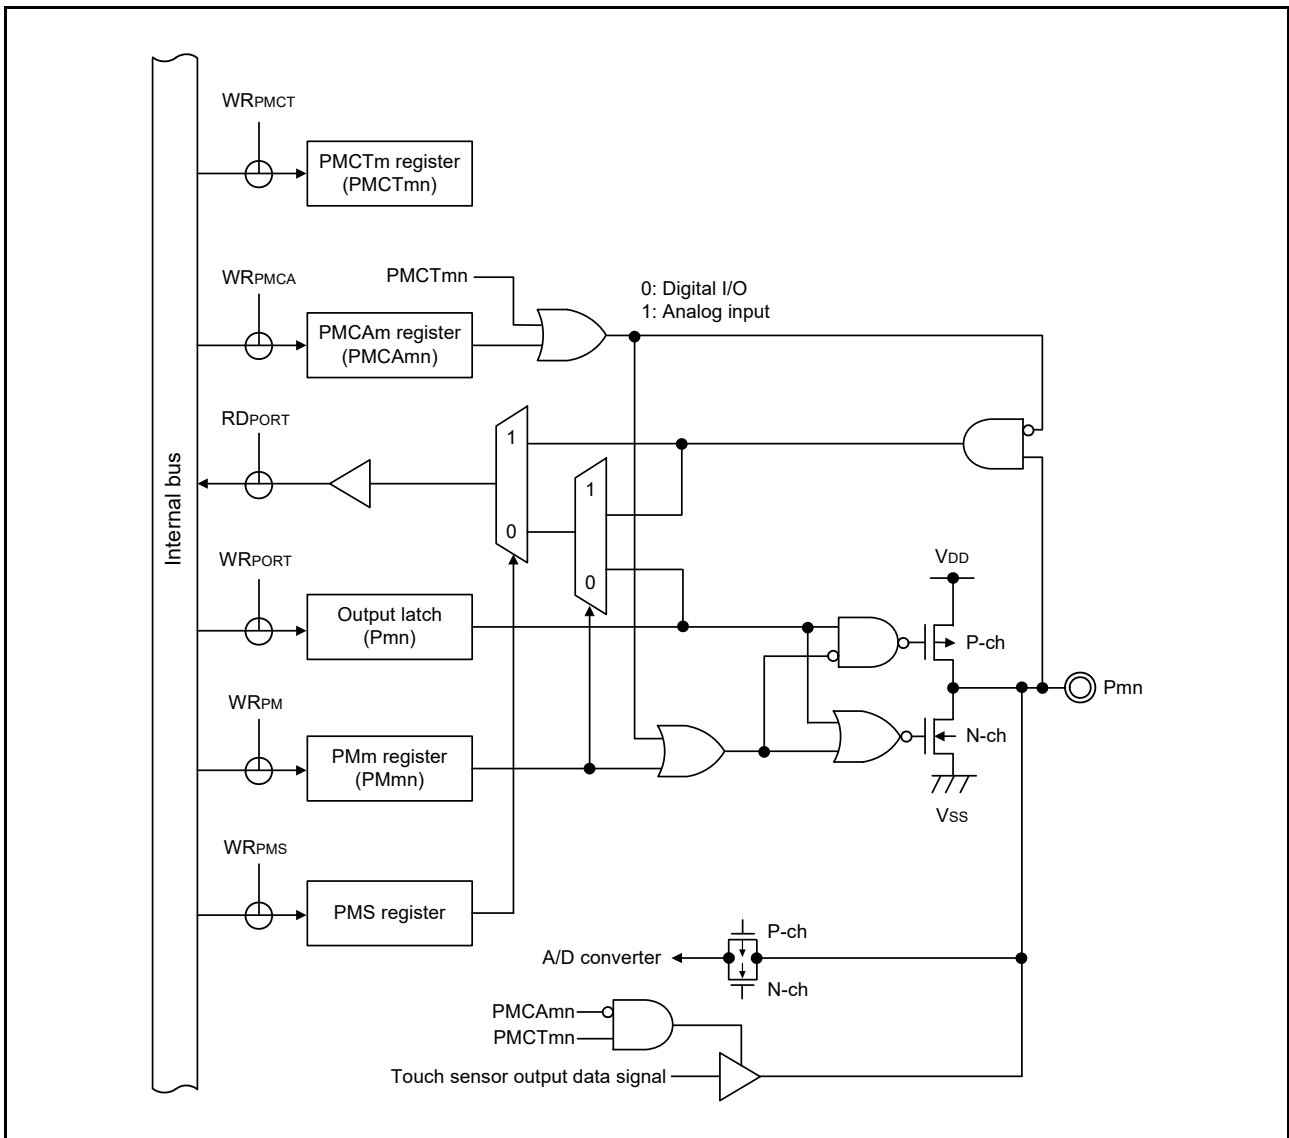 WRPMCT
PMCTm register
(PMCTmn)
WRPMCA
PMCTmn
0: Digital I/O
1: Analog input
PMCAm register
(PMCAmn)
RDPORT
1
0
1
0
Internal bus
WRPORT
Output latch
(Pmn)
VDD
P-ch
Pmn
N-ch
VSS
WRPM
PMm register
(PMmn)
WRPMS
PMS register
P-ch
A/D converter
N-ch
PMCAmn
PMCTmn
Touch sensor output data signal